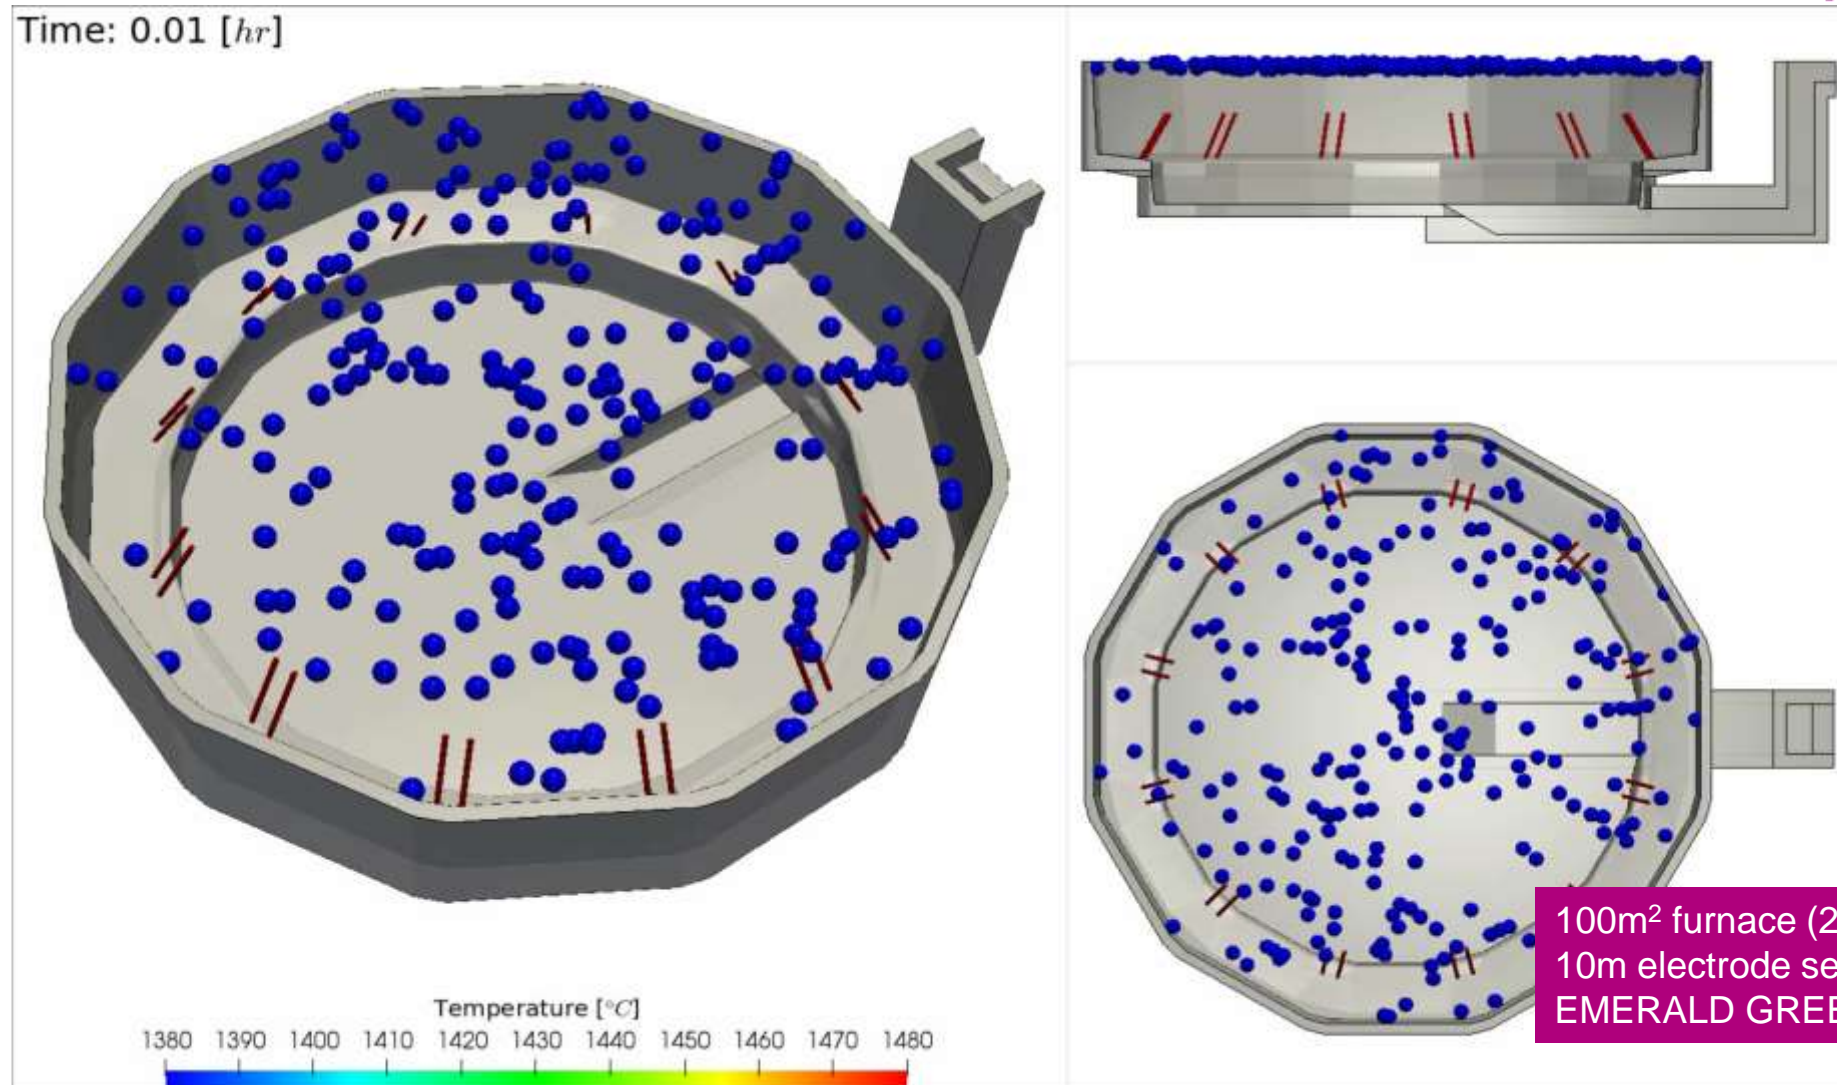 Time: 0.01 [hr]
Temperature [°C]
1380 1390 1400 1410 1420 1430 1440 1450 1460 1470 1480
100m² furnace (2
10m electrode se
EMERALD GREE